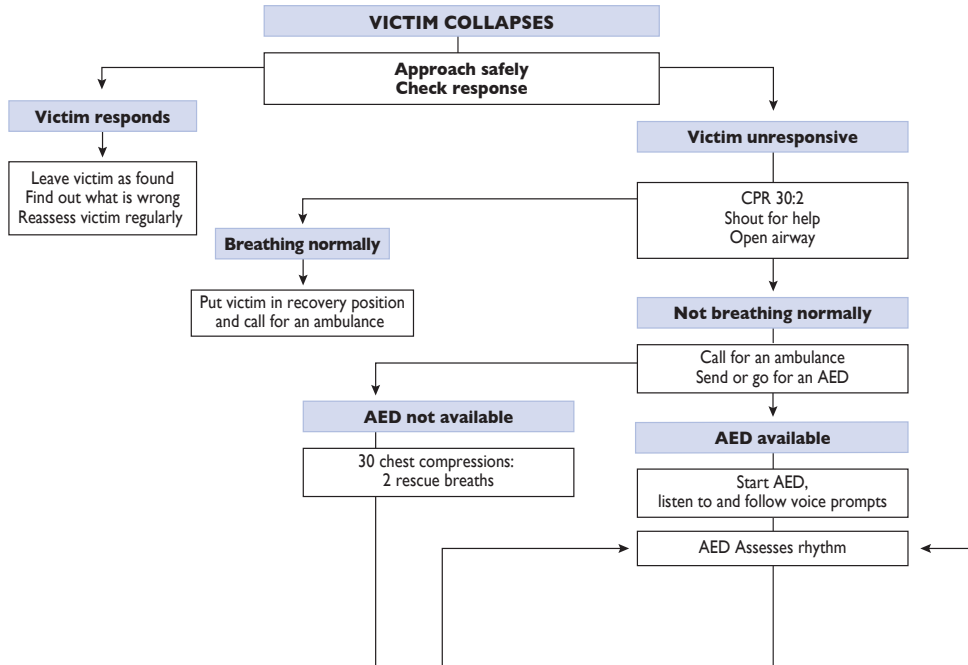 VICTIM COLLAPSES
Approach safely
Check response
Victim responds
Leave victim as found
Find out what is wrong
Reassess victim regularly
Victim unresponsive
CPR 30:2
Shout for help
Open airway
Breathing normally
Put victim in recovery position
and call for an ambulance
Not breathing normally
Call for an ambulance
Send or go for an AED
AED not available
30 chest compressions:
2 rescue breaths
AED available
Start AED,
listen to and follow voice prompts
AED Assesses rhythm